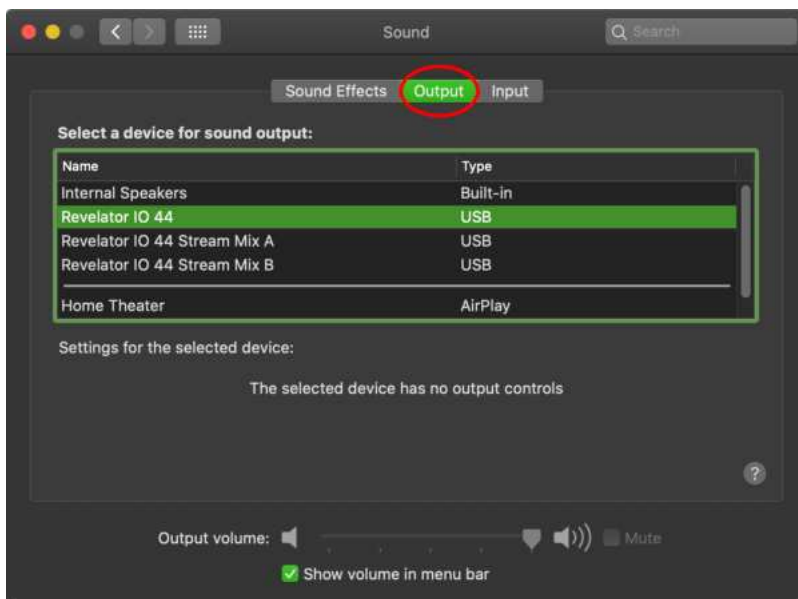 Sound
Search
Sound Effects Output Input
Select a device for sound output:
Name Type
Internal Speakers Built-in
Revelator IO 44 USB
Revelator IO 44 Stream Mix A USB
Revelator IO 44 Stream Mix B USB
Home Theater AirPlay
Settings for the selected device:
The selected device has no output controls
?
Output volume: Mute
Show volume in menu bar